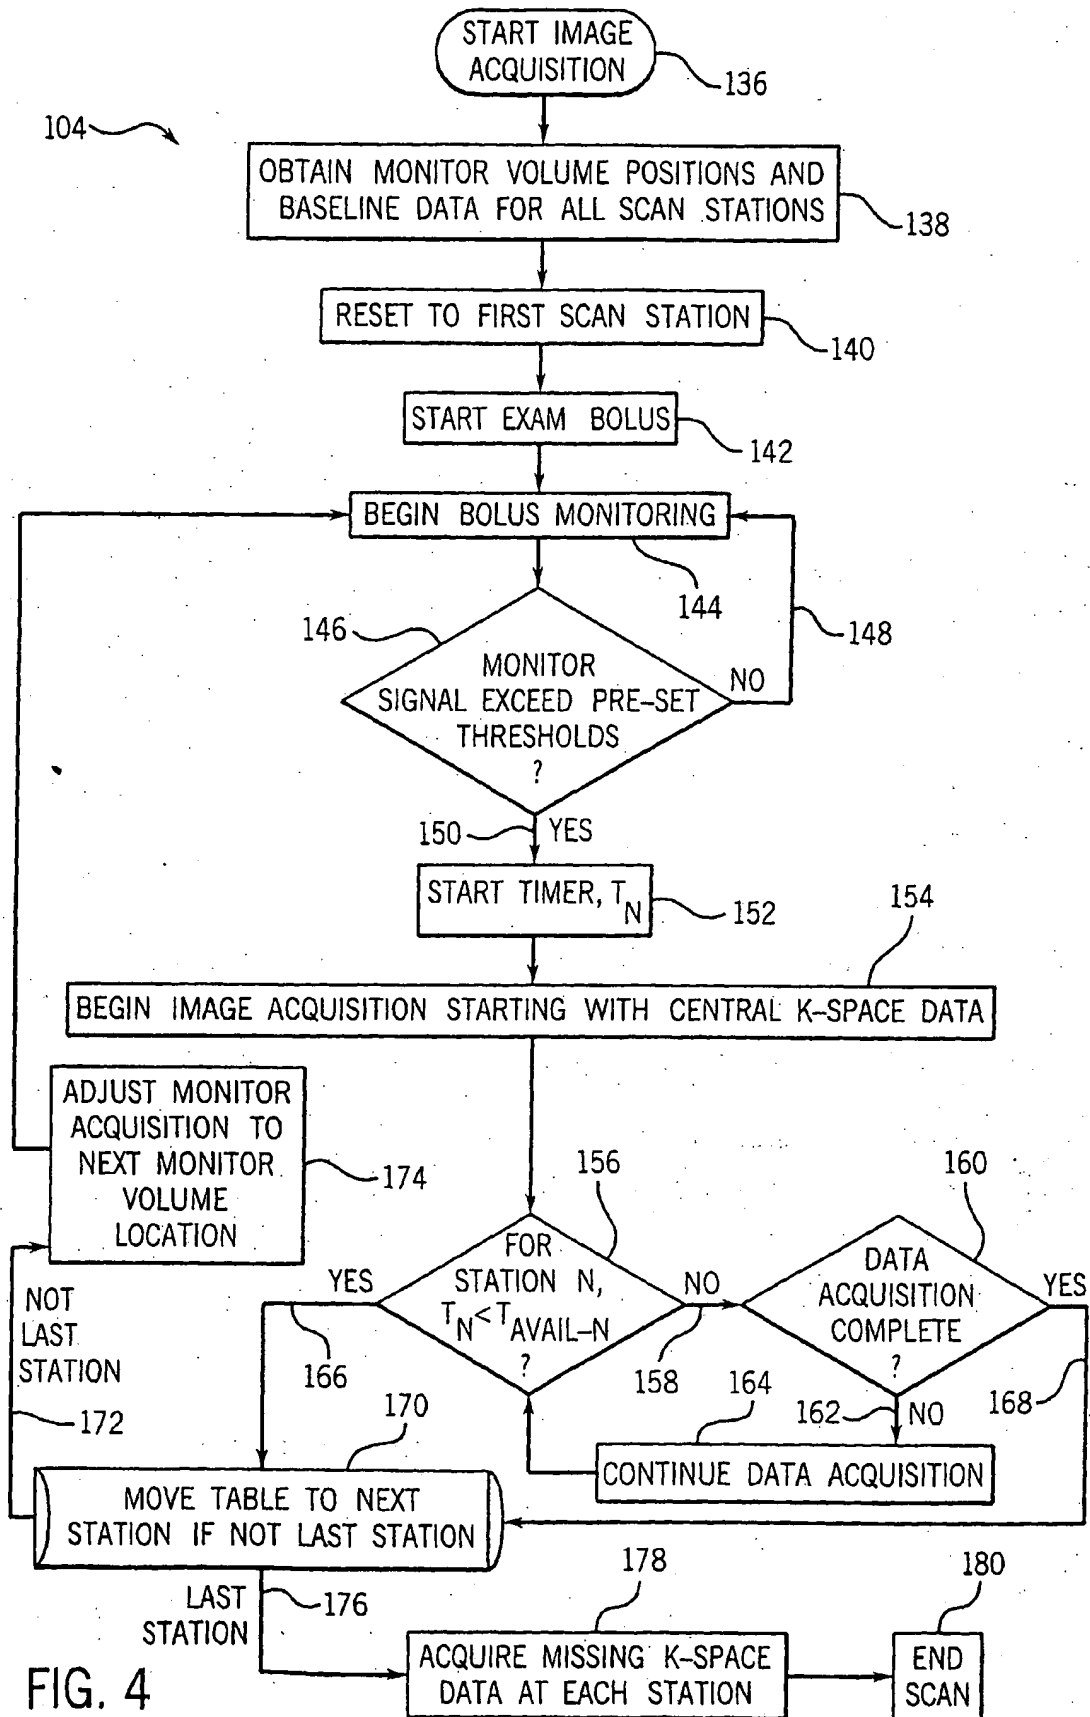 START IMAGE
ACQUISITION
136
104
OBTAIN MONITOR VOLUME POSITIONS AND
BASELINE DATA FOR ALL SCAN STATIONS
138
RESET TO FIRST SCAN STATION
140
START EXAM BOLUS
142
BEGIN BOLUS MONITORING
144
146
148
MONITOR
SIGNAL EXCEED PRE-SET
THRESHOLDS
?
NO
150
YES
START TIMER, T_N
152
154
BEGIN IMAGE ACQUISITION STARTING WITH CENTRAL K-SPACE DATA
ADJUST MONITOR
ACQUISITION TO
NEXT MONITOR
VOLUME
LOCATION
174
156
160
FOR
STATION N,
T_N<T_AVAIL-N
?
YES
NO
DATA
ACQUISITION
COMPLETE
?
YES
166
158
168
NOT
LAST
STATION
172
170
164
162
NO
CONTINUE DATA ACQUISITION
MOVE TABLE TO NEXT
STATION IF NOT LAST STATION
LAST
STATION
176
178
180
ACQUIRE MISSING K-SPACE
DATA AT EACH STATION
END
SCAN
FIG. 4